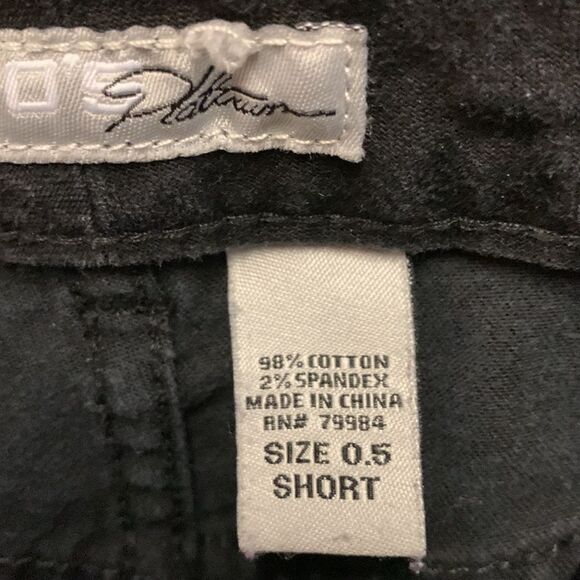 O'S Platinum
98% COTTON
2% SPANDEX
MADE IN CHINA
RN# 79984
SIZE 0.5
SHORT